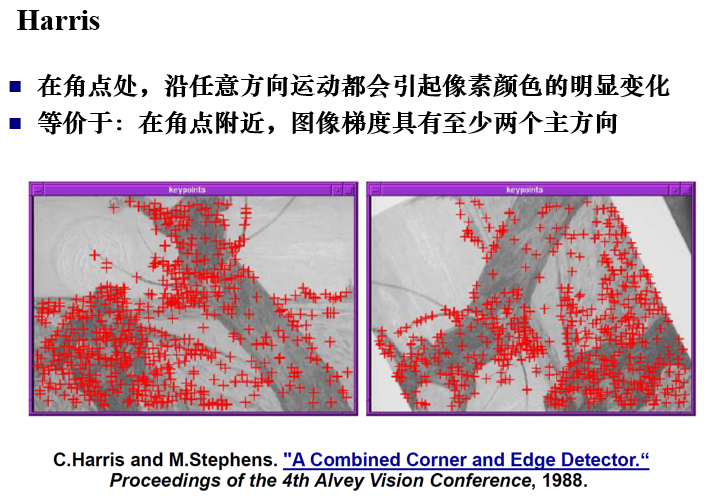 Harris
在角点处，沿任意方向运动都会引起像素颜色的明显变化
等价于：在角点附近，图像梯度具有至少两个主方向
keypoints
keypoints
C.Harris and M.Stephens. "A Combined Corner and Edge Detector.“
Proceedings of the 4th Alvey Vision Conference, 1988.